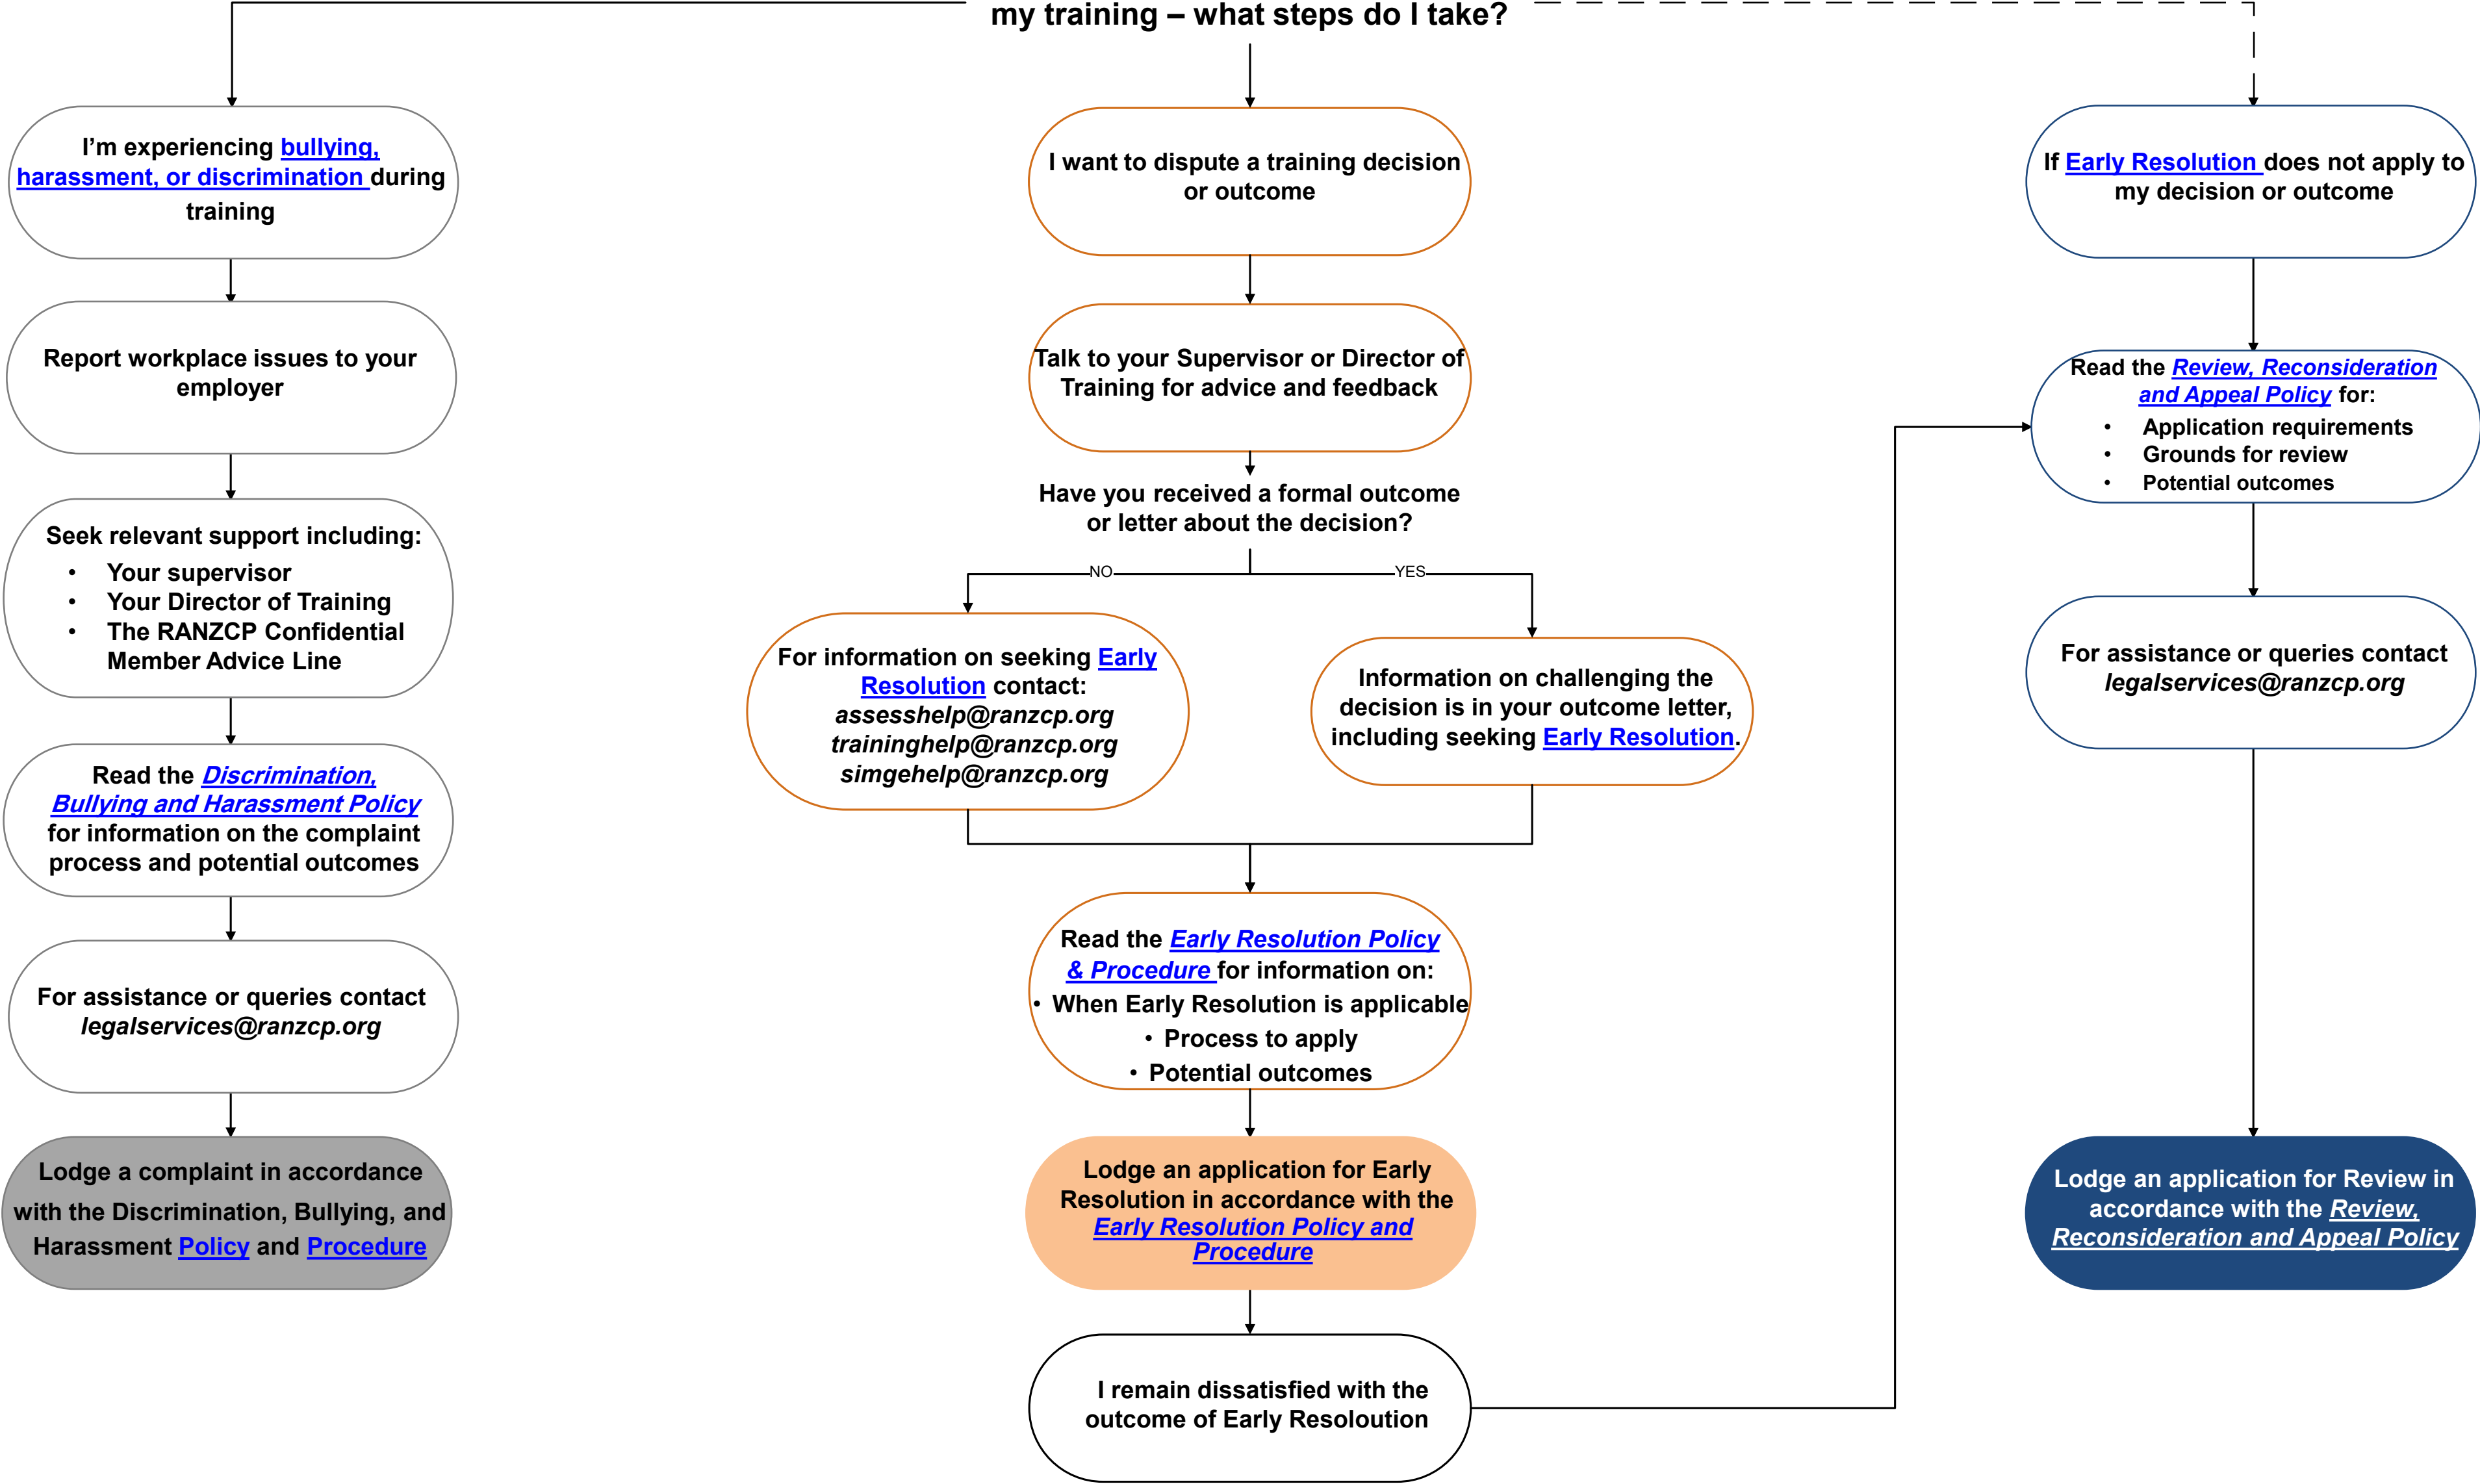 my training – what steps do I take?
I'm experiencing bullying,
harassment, or discrimination during
training
Report workplace issues to your
employer
Seek relevant support including:
• Your supervisor
• Your Director of Training
• The RANZCP Confidential
Member Advice Line
Read the Discrimination,
Bullying and Harassment Policy
for information on the complaint
process and potential outcomes
For assistance or queries contact
legalservices@ranzcp.org
Lodge a complaint in accordance
with the Discrimination, Bullying, and
Harassment Policy and Procedure
I want to dispute a training decision
or outcome
Talk to your Supervisor or Director of
Training for advice and feedback
Have you received a formal outcome
or letter about the decision?
NO
YES
For information on seeking Early
Resolution contact:
assesshelp@ranzcp.org
traininghelp@ranzcp.org
simgehelp@ranzcp.org
Information on challenging the
decision is in your outcome letter,
including seeking Early Resolution.
Read the Early Resolution Policy
& Procedure for information on:
• When Early Resolution is applicable
• Process to apply
• Potential outcomes
Lodge an application for Early
Resolution in accordance with the
Early Resolution Policy and
Procedure
I remain dissatisfied with the
outcome of Early Resoloution
If Early Resolution does not apply to
my decision or outcome
Read the Review, Reconsideration
and Appeal Policy for:
• Application requirements
• Grounds for review
• Potential outcomes
For assistance or queries contact
legalservices@ranzcp.org
Lodge an application for Review in
accordance with the Review,
Reconsideration and Appeal Policy